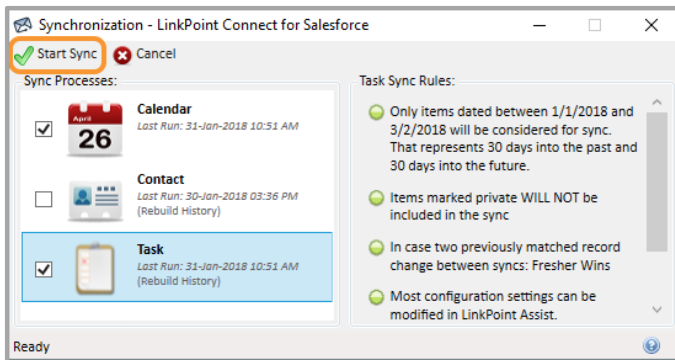 Synchronization - LinkPoint Connect for Salesforce
Start Sync Cancel
Sync Processes:
April
26
Calendar
Last Run: 31-Jan-2018 10:51 AM
Contact
Last Run: 30-Jan-2018 03:36 PM
(Rebuild History)
Task
Last Run: 31-Jan-2018 10:51 AM
(Rebuild History)
Task Sync Rules:
Only items dated between 1/1/2018 and
3/2/2018 will be considered for sync.
That represents 30 days into the past and
30 days into the future.
Items marked private WILL NOT be
included in the sync
In case two previously matched record
change between syncs: Fresher Wins
Most configuration settings can be
modified in LinkPoint Assist.
Ready